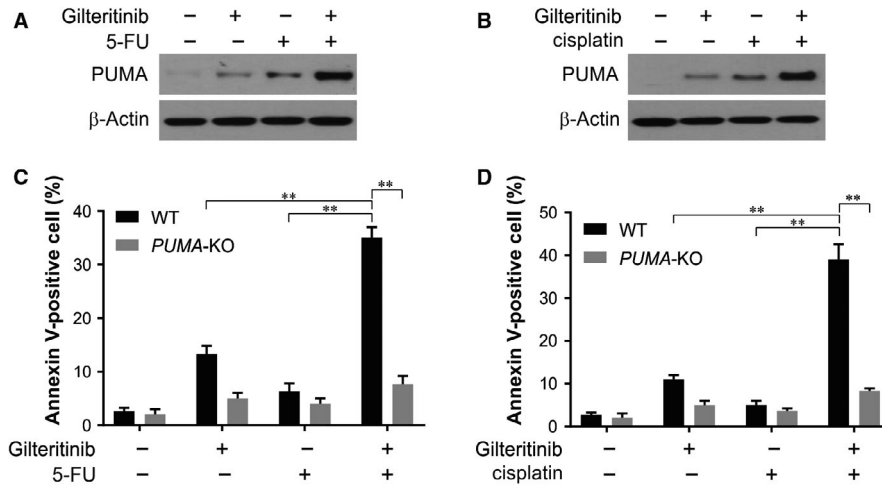 A
Gilteritinib − + − +
5-FU − − + +
PUMA
β-Actin
B
Gilteritinib − + − +
cisplatin − − + +
PUMA
β-Actin
C
Annexin V-positive cell (%)
40
30
20
10
0
WT
PUMA-KO
**
**
**
Gilteritinib − + − +
5-FU − − + +
D
Annexin V-positive cell (%)
50
40
30
20
10
0
WT
PUMA-KO
**
**
**
Gilteritinib − + − +
cisplatin − − + +